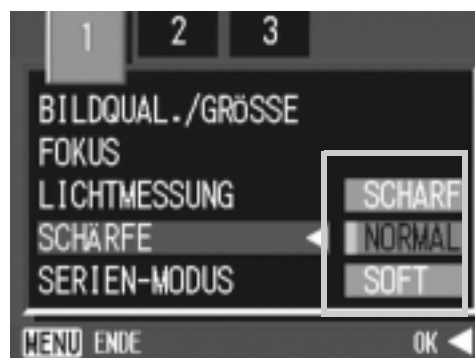 1 2 3
BILDQUAL./GRÖSSE
FOKUS
LICHTMESSUNG SCHARF
SCHÄRFE NORMAL
SERIEN-MODUS SOFT
MENU ENDE OK